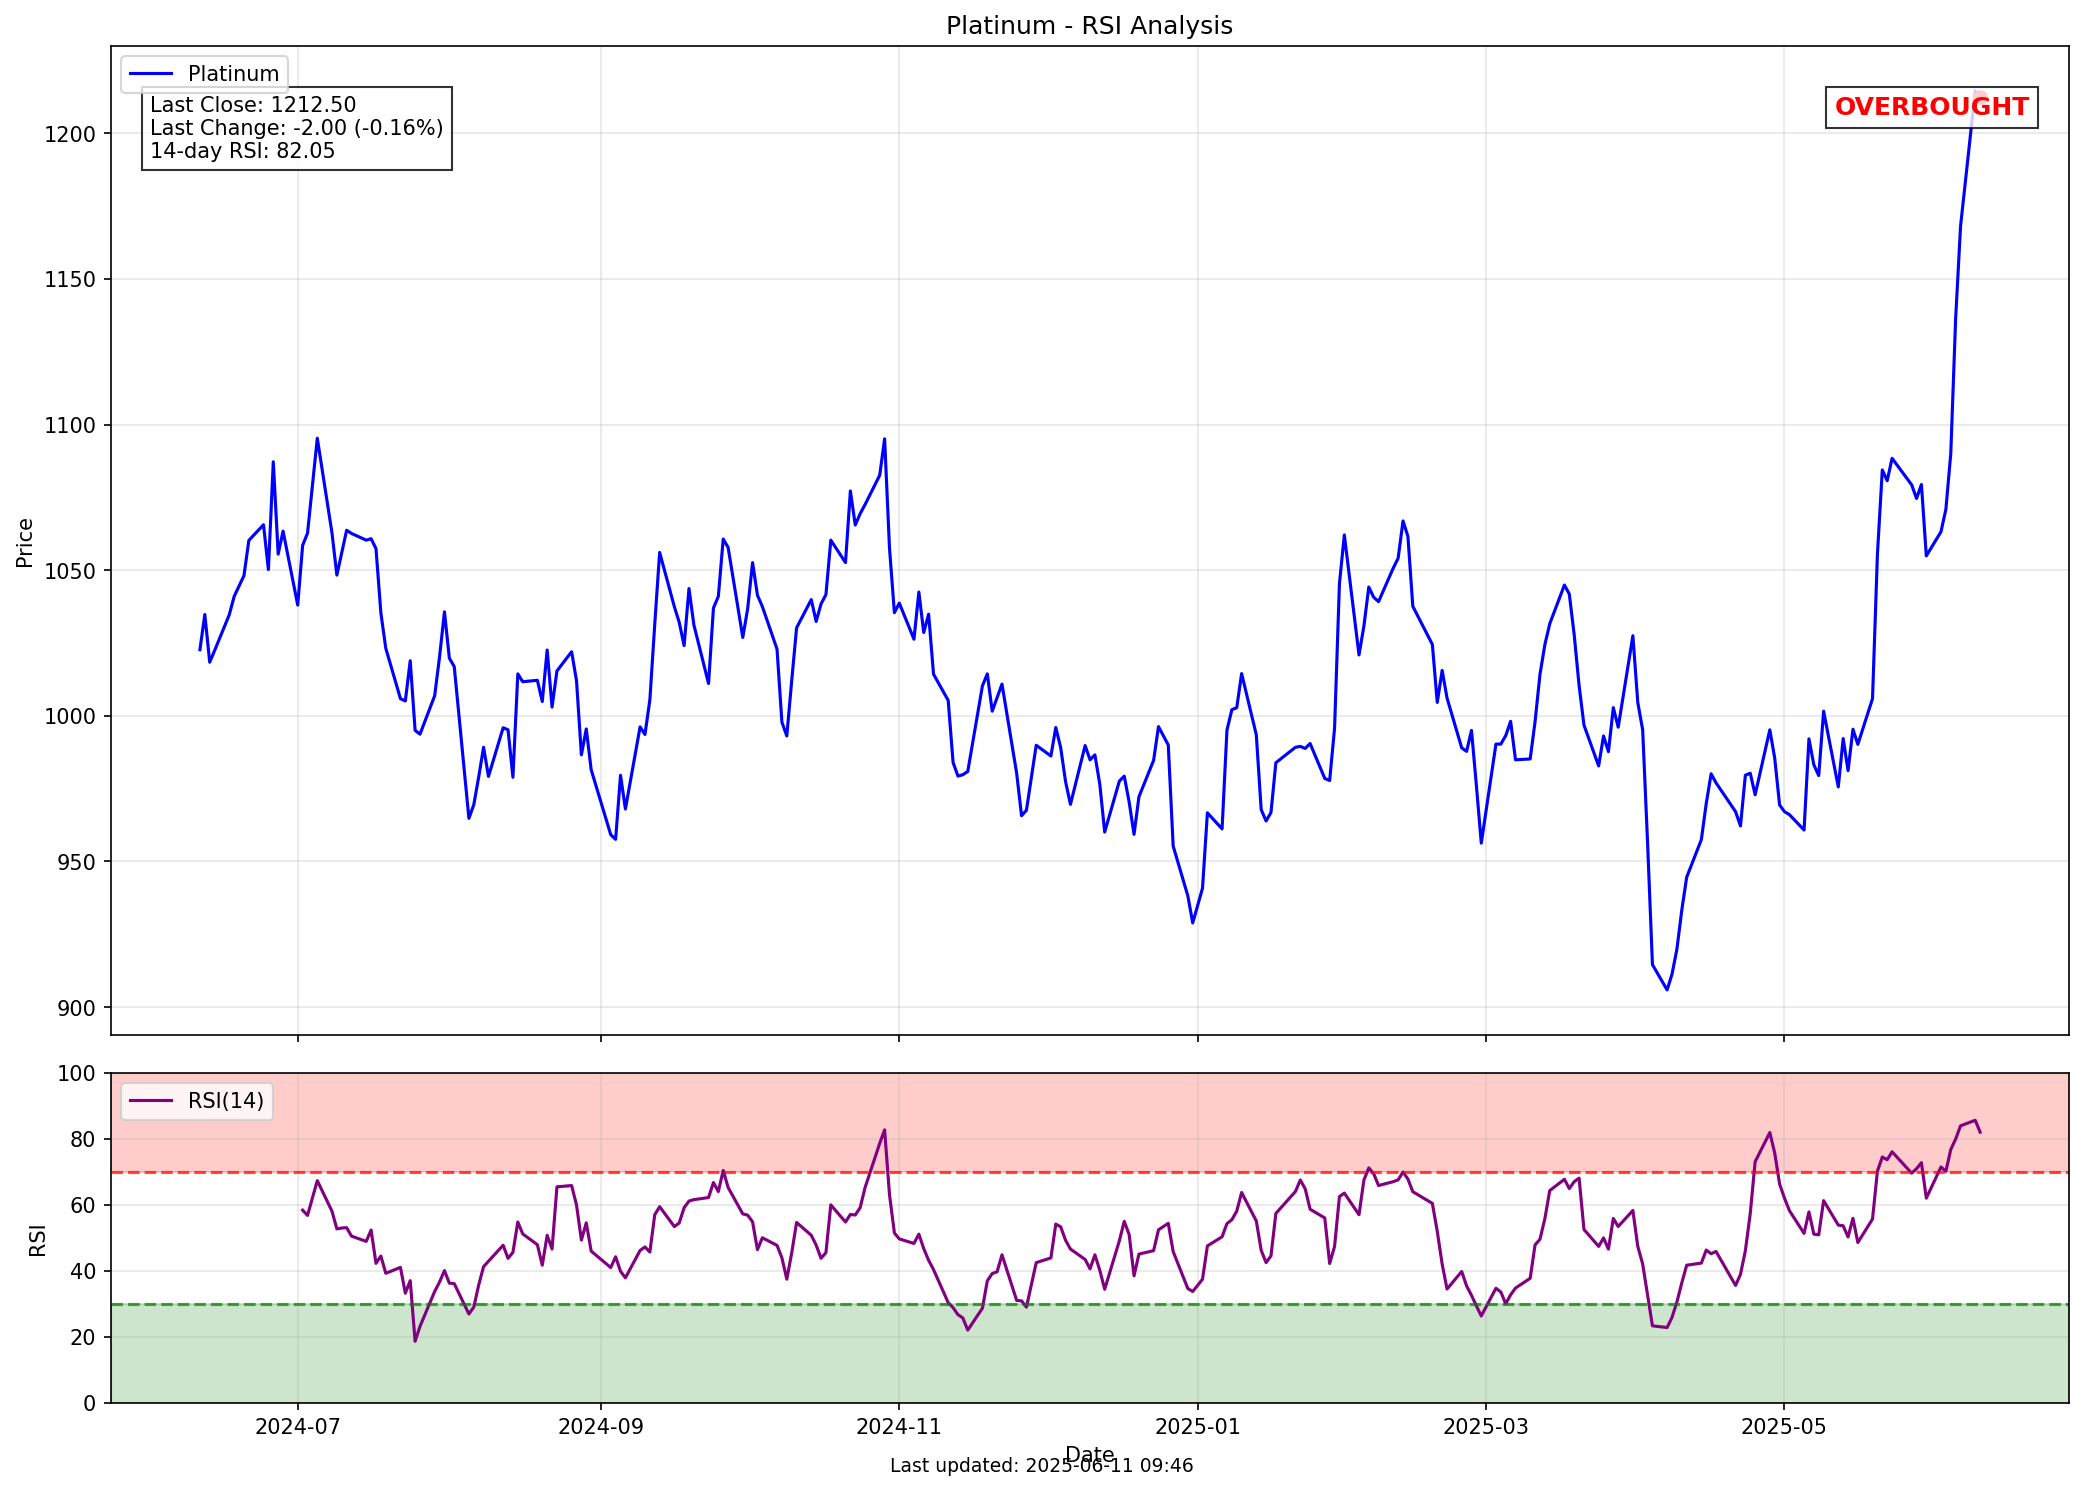 Platinum - RSI Analysis
Platinum
Last Close: 1212.50
Last Change: -2.00 (-0.16%)
14-day RSI: 82.05
OVERBOUGHT
Price
1200
1150
1100
1050
1000
950
900
RSI(14)
RSI
100
80
60
40
20
0
2024-07
2024-09
2024-11
2025-01
2025-03
2025-05
Date
Last updated: 2025-06-11 09:46